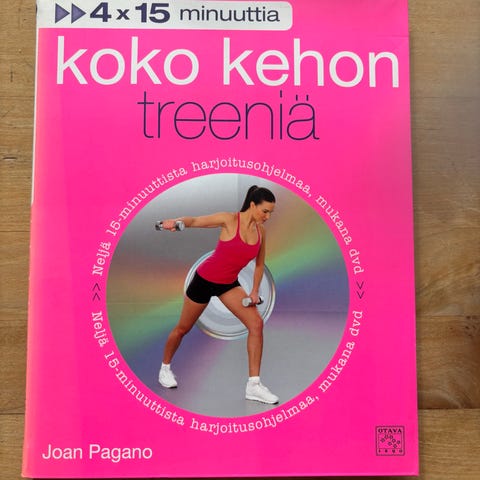 ▶▶4 x 15 minuuttia
koko kehon
treeniä
Neljä 15-minuuttista harjoitusohjelmaa, mukana dvd >>
>> Neljä 15-minuuttista harjoitusohjelmaa, mukana dvd
Joan Pagano
OTAVA
1890